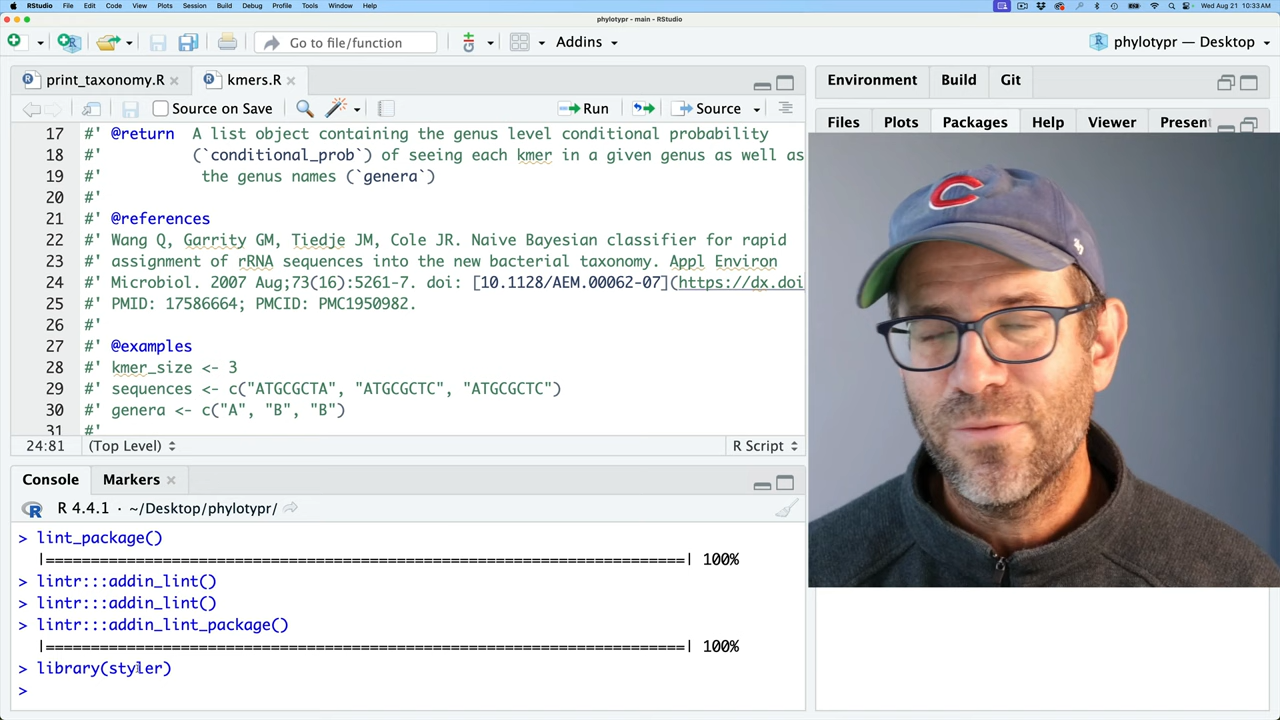 RStudio File Edit Code View Plots Session Build Debug Profile Tools Window Help Wed Aug 21 10:33 AM
phylotypr - main - RStudio
Go to file/function Addins phylotypr — Desktop
print_taxonomy.R kmers.R
Source on Save Run Source
17 #' @return A list object containing the genus level conditional probability
18 #' (`conditional_prob`) of seeing each kmer in a given genus as well as
19 #' the genus names (`genera`)
20 #'
21 #' @references
22 #' Wang Q, Garrity GM, Tiedje JM, Cole JR. Naive Bayesian classifier for rapid
23 #' assignment of rRNA sequences into the new bacterial taxonomy. Appl Environ
24 #' Microbiol. 2007 Aug;73(16):5261-7. doi: [10.1128/AEM.00062-07](https://dx.doi
25 #' PMID: 17586664; PMCID: PMC1950982.
26 #'
27 #' @examples
28 #' kmer_size <- 3
29 #' sequences <- c("ATGCGCTA", "ATGCGCTC", "ATGCGCTC")
30 #' genera <- c("A", "B", "B")
31 #'
24:81 (Top Level) R Script
Console Markers
R 4.4.1 · ~/Desktop/phylotypr/
> lint_package()
|======================================================================| 100%
> lintr:::addin_lint()
> lintr:::addin_lint()
> lintr:::addin_lint_package()
|======================================================================| 100%
> library(styler)
>
Environment Build Git
Files Plots Packages Help Viewer Present
C